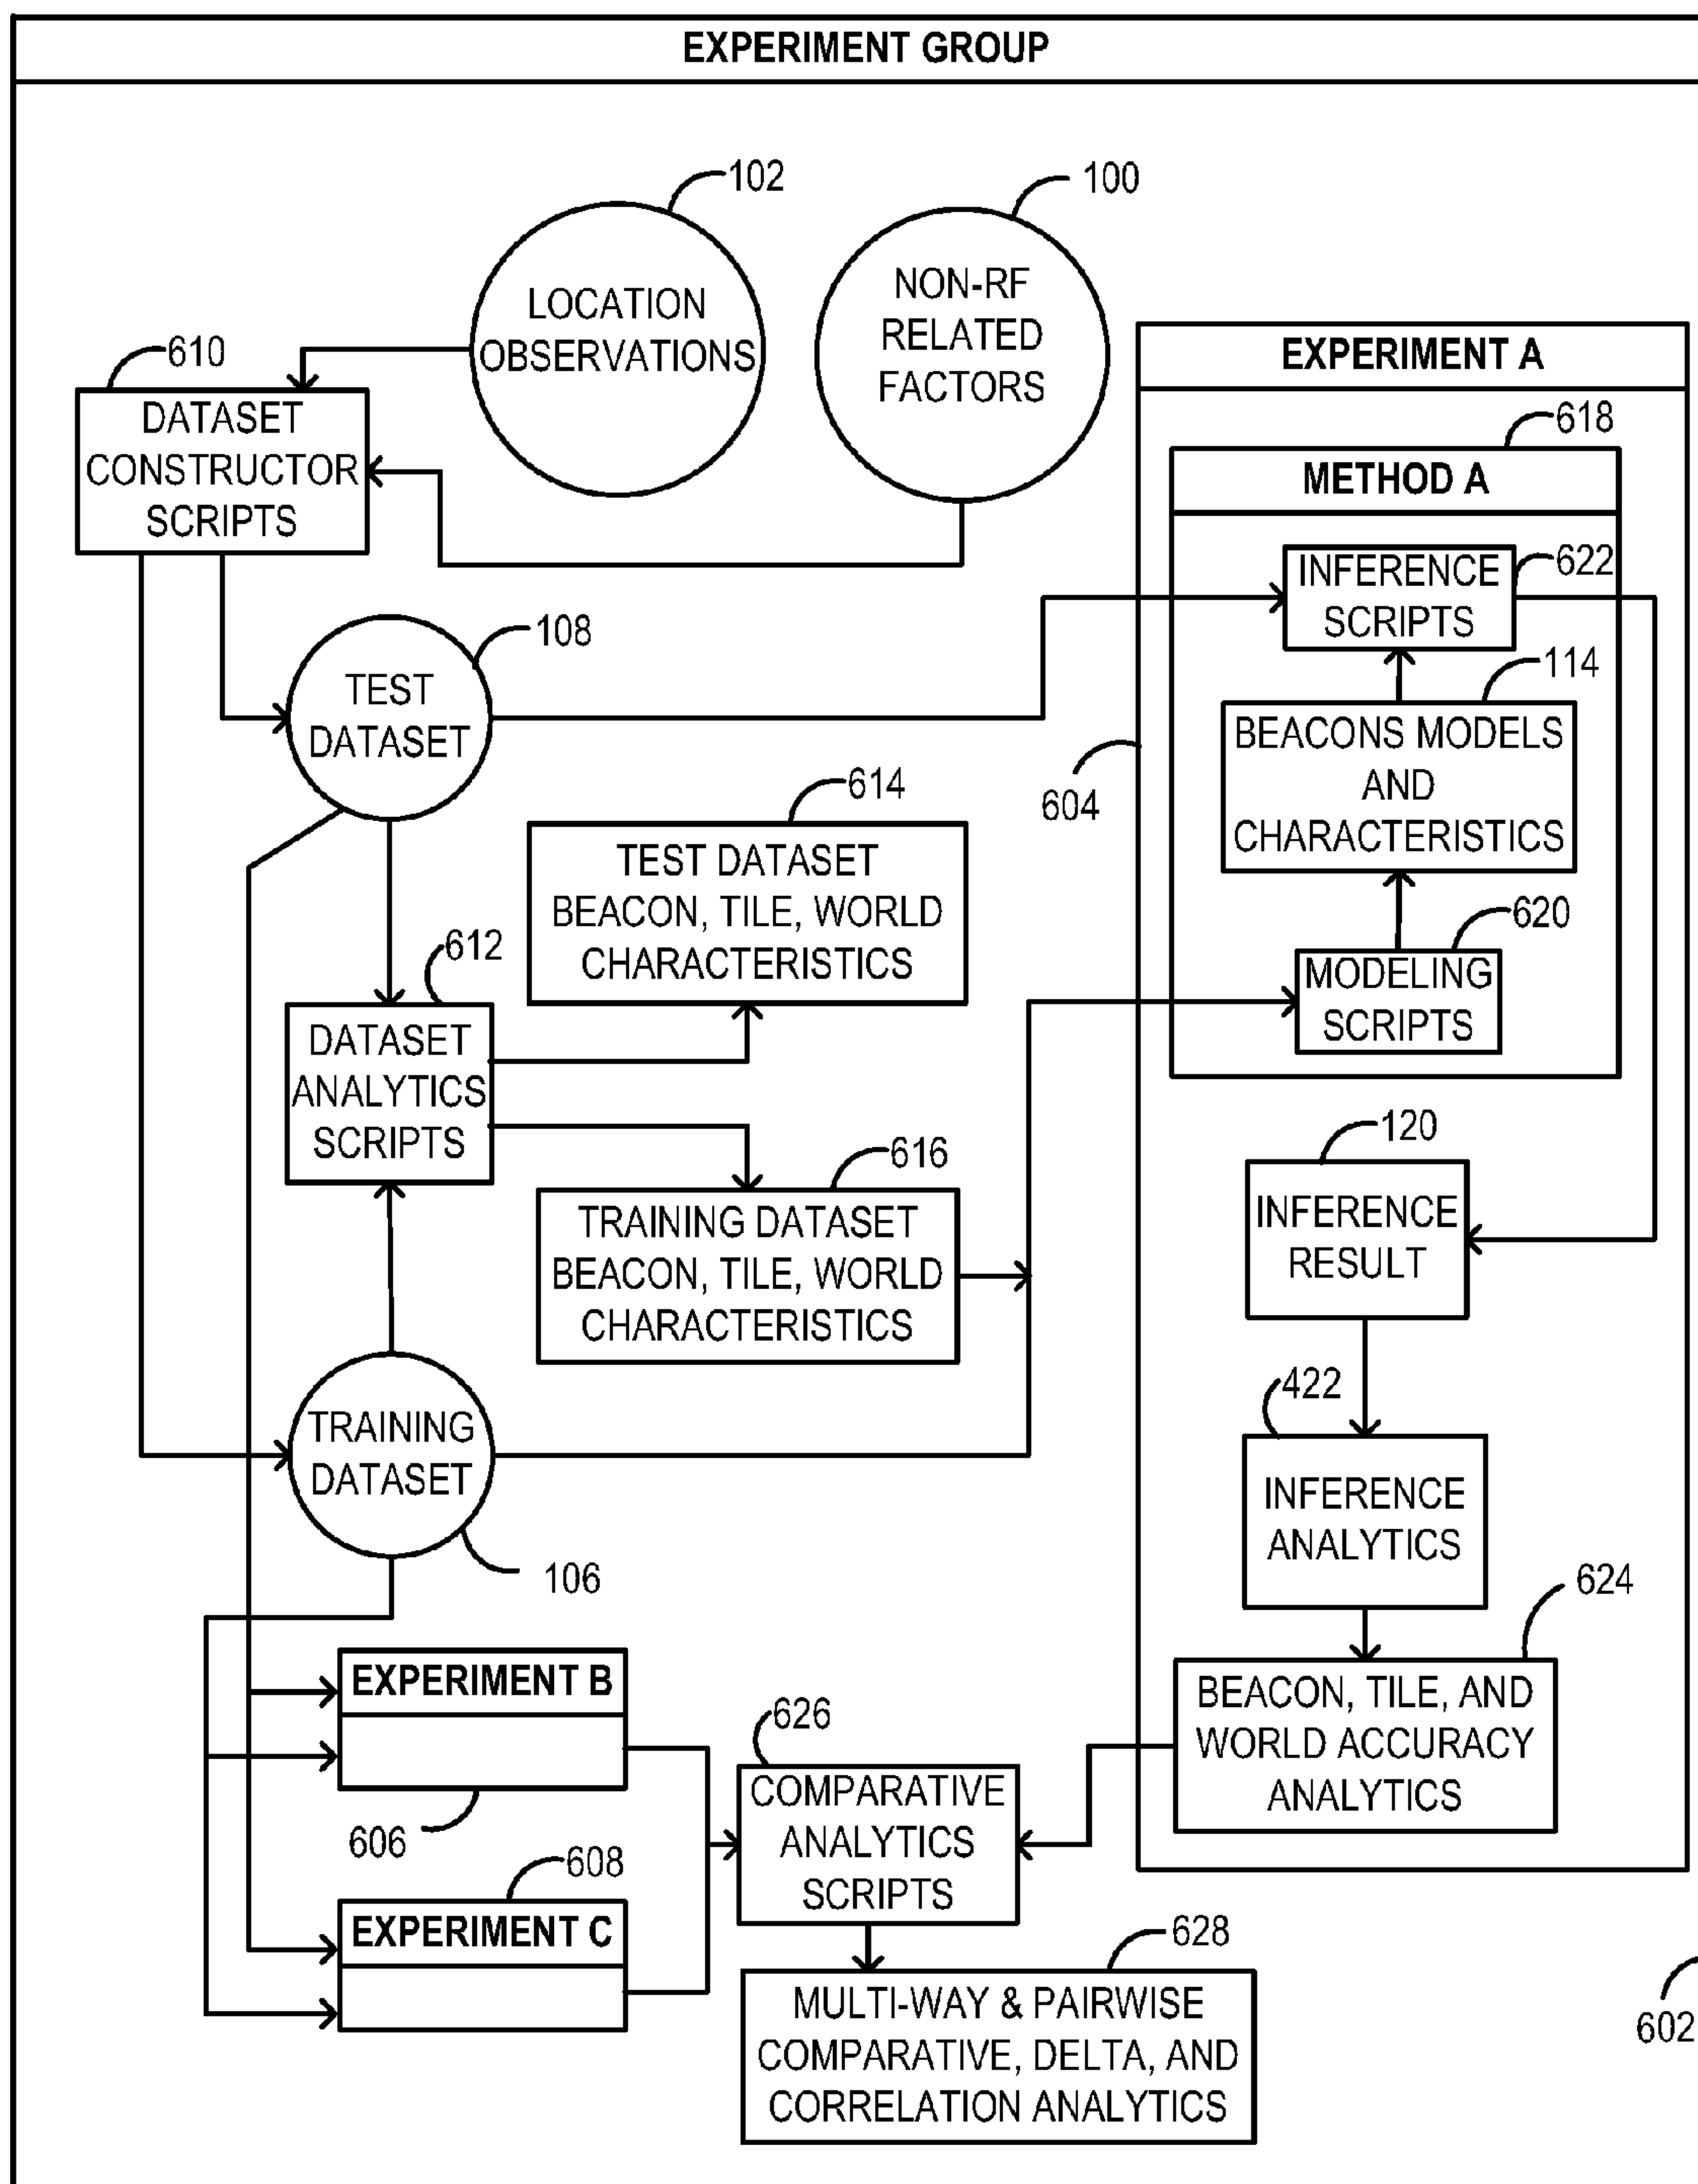 EXPERIMENT GROUP
102
100
LOCATION
OBSERVATIONS
NON-RF
RELATED
FACTORS
610
DATASET
CONSTRUCTOR
SCRIPTS
EXPERIMENT A
618
METHOD A
INFERENCE
SCRIPTS
622
114
BEACONS MODELS
AND
CHARACTERISTICS
604
620
MODELING
SCRIPTS
108
TEST
DATASET
614
TEST DATASET
BEACON, TILE, WORLD
CHARACTERISTICS
612
DATASET
ANALYTICS
SCRIPTS
616
TRAINING DATASET
BEACON, TILE, WORLD
CHARACTERISTICS
120
INFERENCE
RESULT
422
INFERENCE
ANALYTICS
TRAINING
DATASET
106
624
BEACON, TILE, AND
WORLD ACCURACY
ANALYTICS
EXPERIMENT B
606
626
COMPARATIVE
ANALYTICS
SCRIPTS
608
EXPERIMENT C
628
MULTI-WAY & PAIRWISE
COMPARATIVE, DELTA, AND
CORRELATION ANALYTICS
602